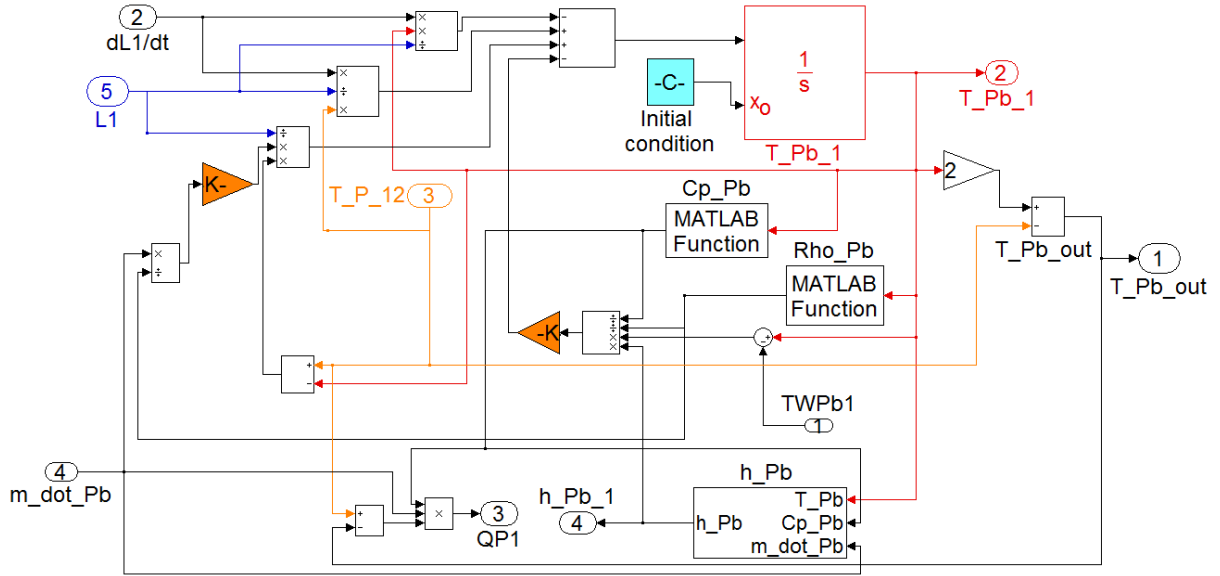 2
dL1/dt
5
L1
K-
T_P_12
3
-C-
Initial
condition
1
s
xo
T_Pb_1
2
T_Pb_1
2
T_Pb_out
1
T_Pb_out
Cp_Pb
MATLAB
Function
Rho_Pb
MATLAB
Function
-K
TWPb1
1
4
m_dot_Pb
3
QP1
h_Pb_1
4
h_Pb
T_Pb
h_Pb
Cp_Pb
m_dot_Pb